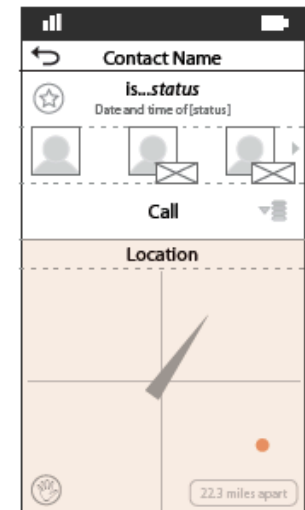 Contact Name
is...status
Date and time of [status]
Call
Location
22.3 miles apart